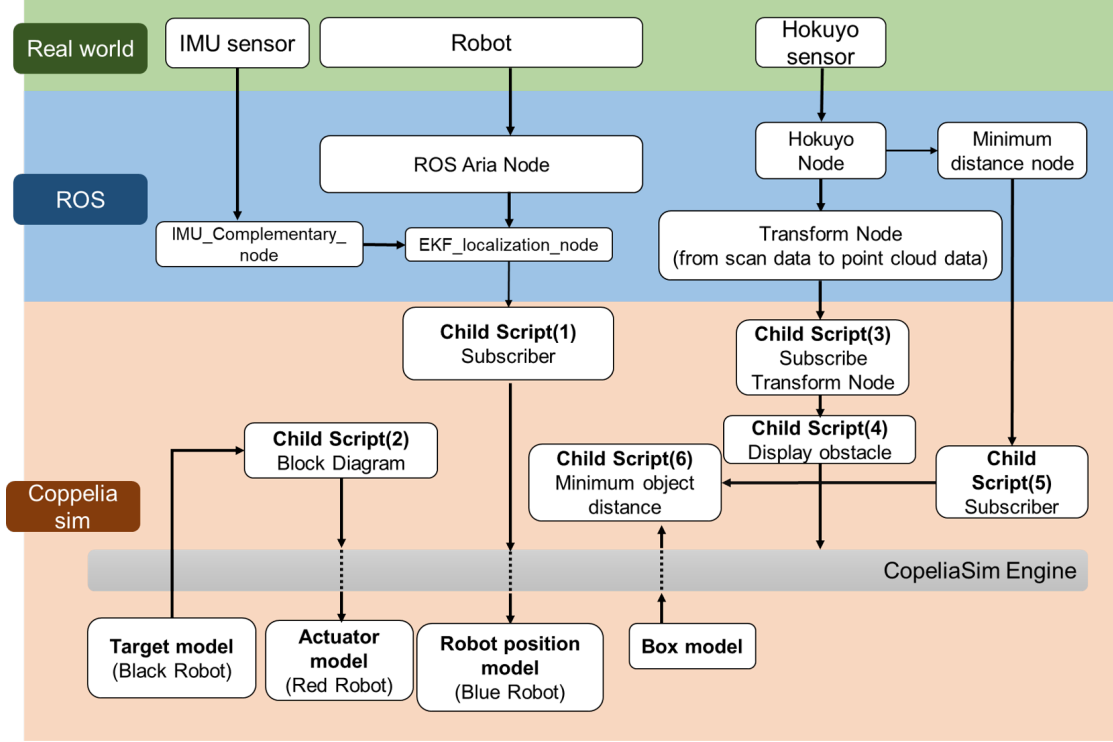 Real world
IMU sensor
Robot
Hokuyo
sensor
ROS
ROS Aria Node
Hokuyo
Node
Minimum
distance node
IMU_Complementary_
node
EKF_localization_node
Transform Node
(from scan data to point cloud data)
Coppelia
sim
Child Script(1)
Subscriber
Child Script(3)
Subscribe
Transform Node
Child Script(2)
Block Diagram
Child Script(4)
Display obstacle
Child Script(6)
Minimum object
distance
Child
Script(5)
Subscriber
CopeliaSim Engine
Target model
(Black Robot)
Actuator
model
(Red Robot)
Robot position
model
(Blue Robot)
Box model